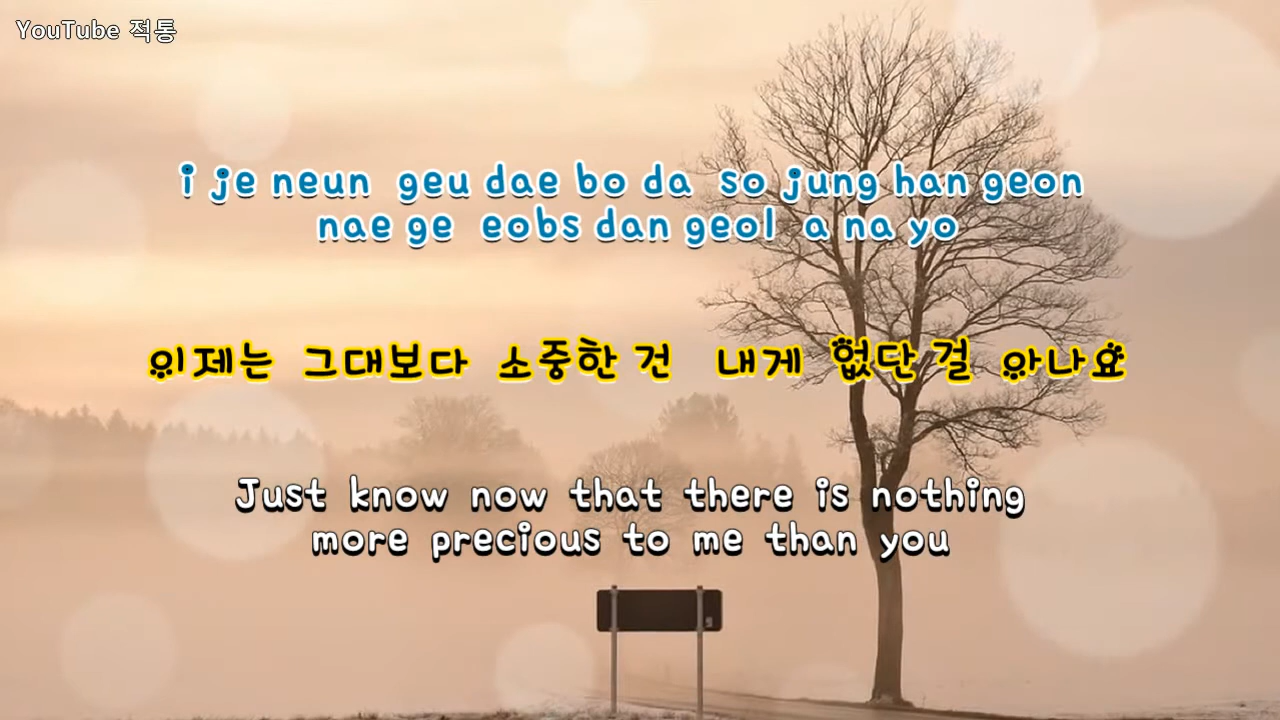 YouTube 적통
i je neun geu dae bo da so jung han geon
nae ge eobs dan geol a na yo
이제는 그대보다 소중한 건 내게 없단 걸 아나요
Just know now that there is nothing
more precious to me than you